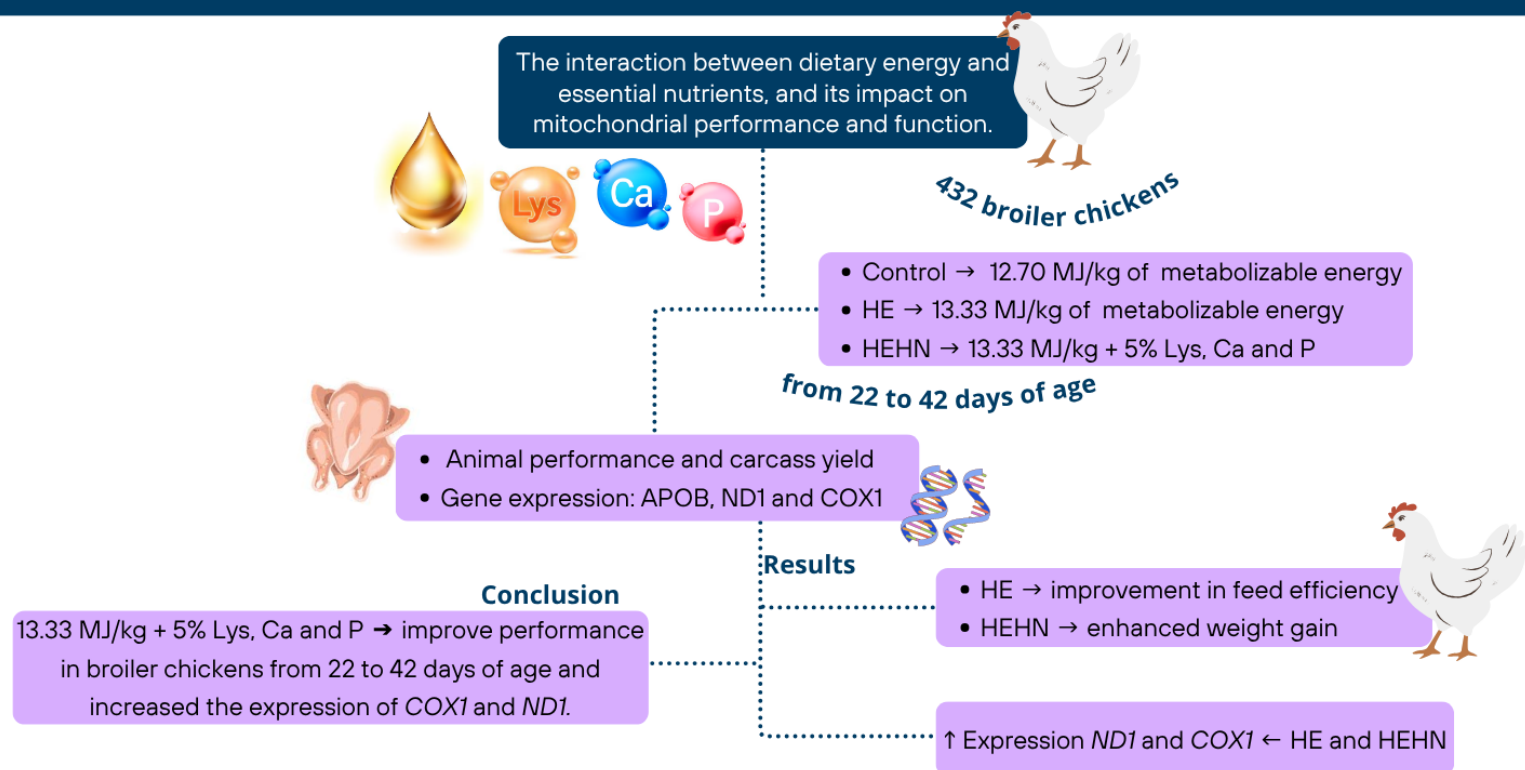 The interaction between dietary energy and
essential nutrients, and its impact on
mitochondrial performance and function.
Lys
Ca
P
432 broiler chickens
• Control → 12.70 MJ/kg of metabolizable energy
• HE → 13.33 MJ/kg of metabolizable energy
• HEHN → 13.33 MJ/kg + 5% Lys, Ca and P
from 22 to 42 days of age
• Animal performance and carcass yield
• Gene expression: APOB, ND1 and COX1
Results
• HE → improvement in feed efficiency
• HEHN → enhanced weight gain
↑ Expression ND1 and COX1 ← HE and HEHN
Conclusion
13.33 MJ/kg + 5% Lys, Ca and P → improve performance
in broiler chickens from 22 to 42 days of age and
increased the expression of COX1 and ND1.